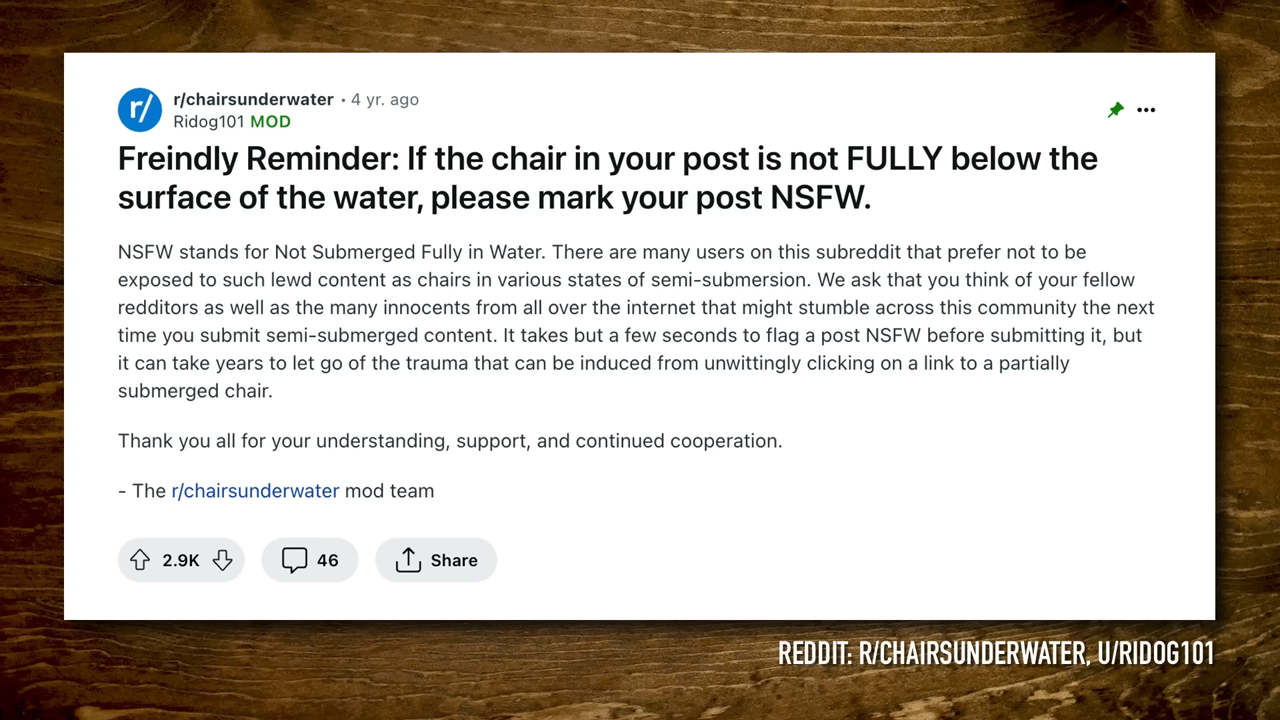 r/
r/chairsunderwater • 4 yr. ago
Ridog101 MOD
Freindly Reminder: If the chair in your post is not FULLY below the
surface of the water, please mark your post NSFW.
NSFW stands for Not Submerged Fully in Water. There are many users on this subreddit that prefer not to be
exposed to such lewd content as chairs in various states of semi-submersion. We ask that you think of your fellow
redditors as well as the many innocents from all over the internet that might stumble across this community the next
time you submit semi-submerged content. It takes but a few seconds to flag a post NSFW before submitting it, but
it can take years to let go of the trauma that can be induced from unwittingly clicking on a link to a partially
submerged chair.
Thank you all for your understanding, support, and continued cooperation.
- The r/chairsunderwater mod team
2.9K 46 Share
REDDIT: R/CHAIRSUNDERWATER, U/RIDOG101